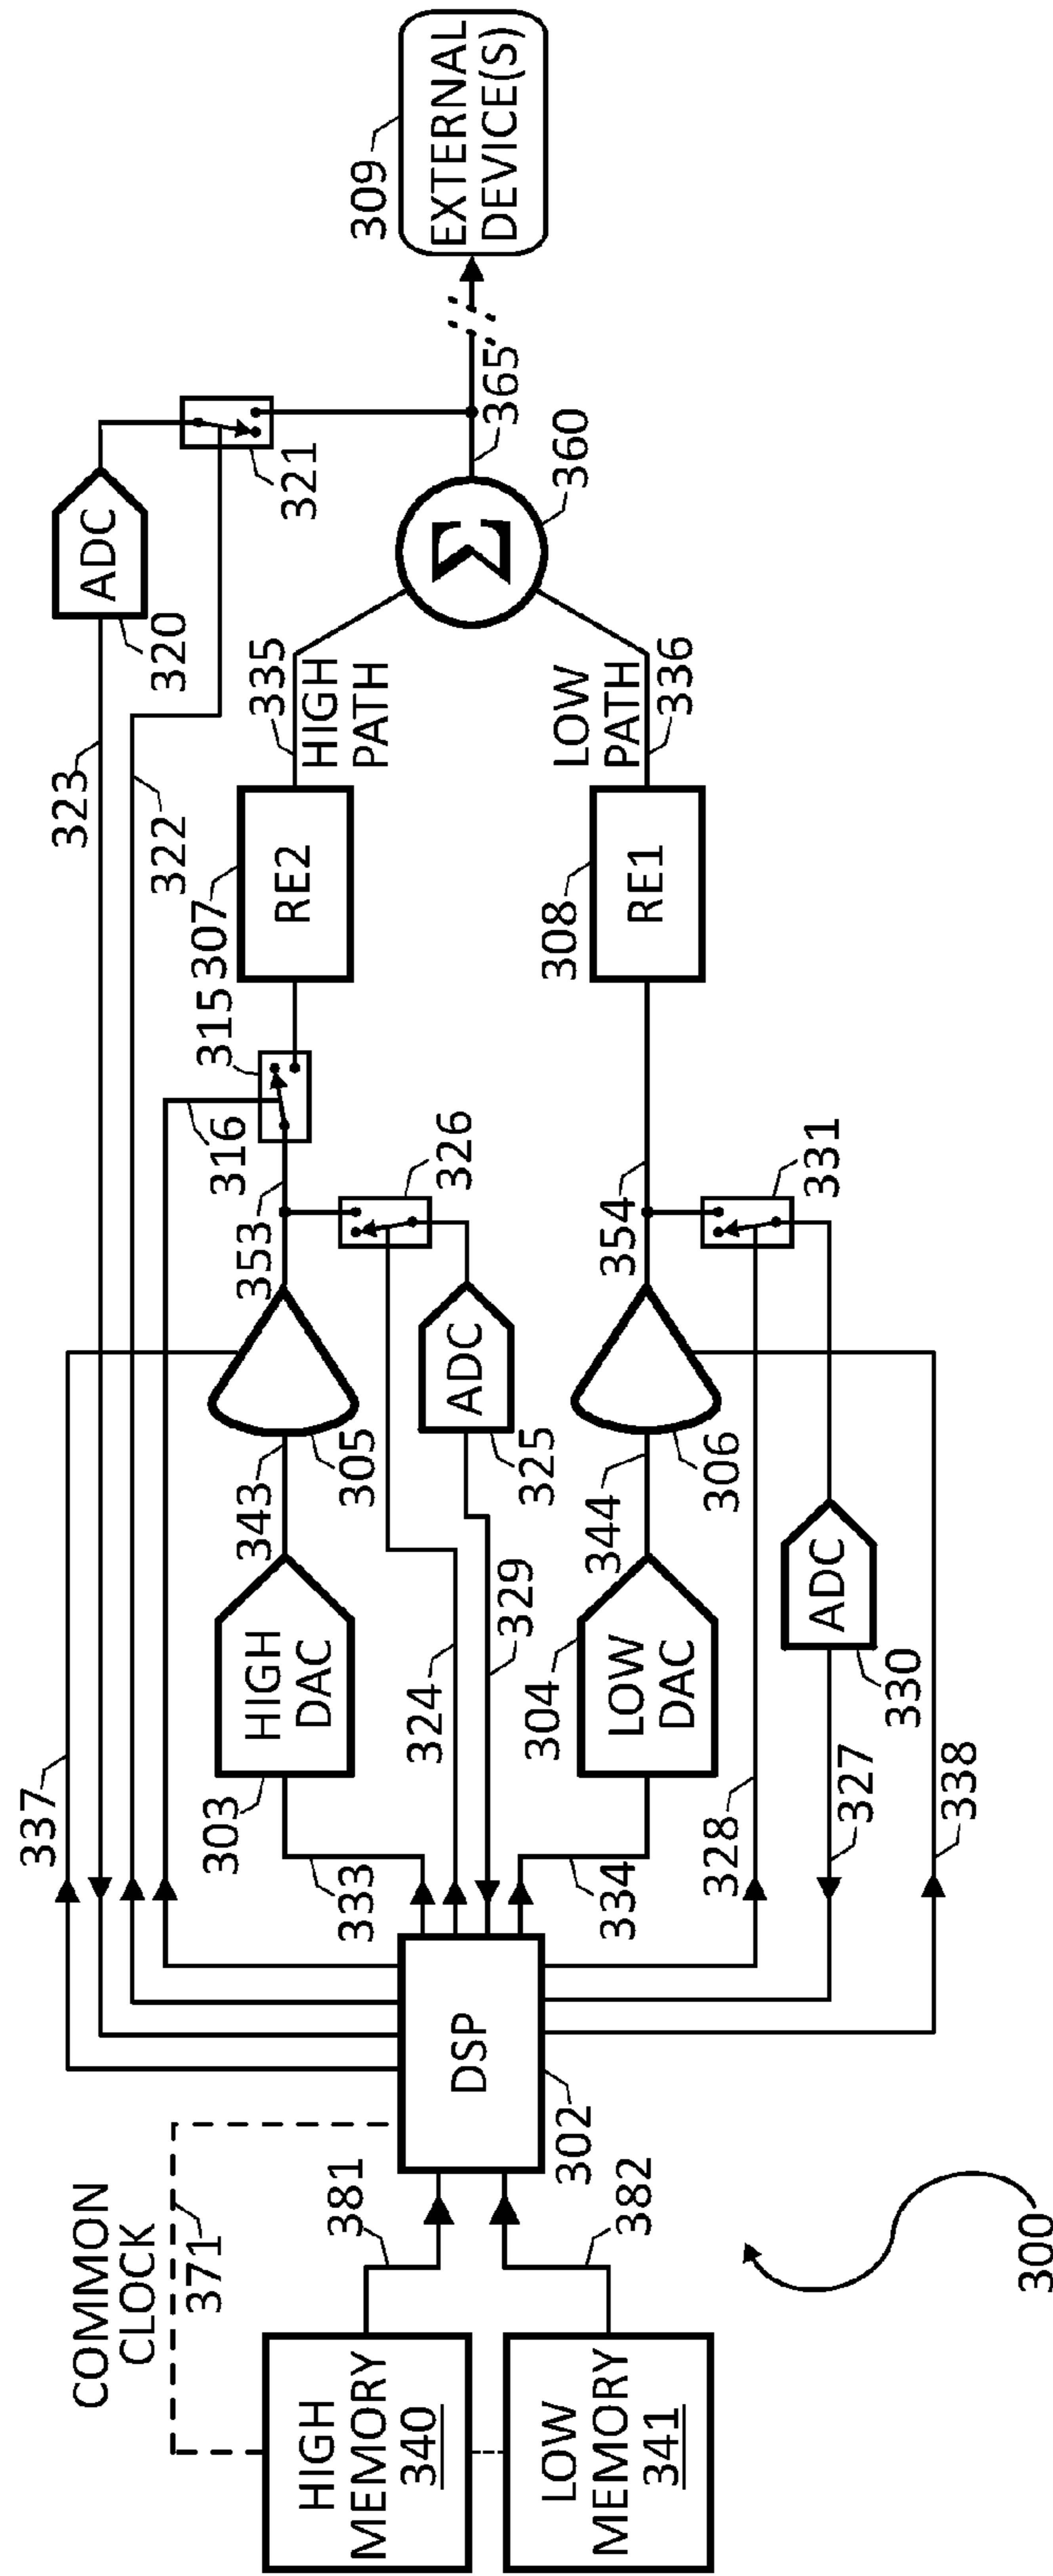 COMMON
CLOCK
371
HIGH
MEMORY
340
LOW
MEMORY
341
381
382
DSP
302
337
323
322
316
333
324
329
334
328
327
338
HIGH
DAC
303
LOW
DAC
304
343
344
305
306
353
354
ADC
325
326
ADC
330
331
315
RE2
307
RE1
308
335
HIGH
PATH
LOW
PATH
336
ADC
320
321
Σ
360
365
EXTERNAL
DEVICE(S)
309
300